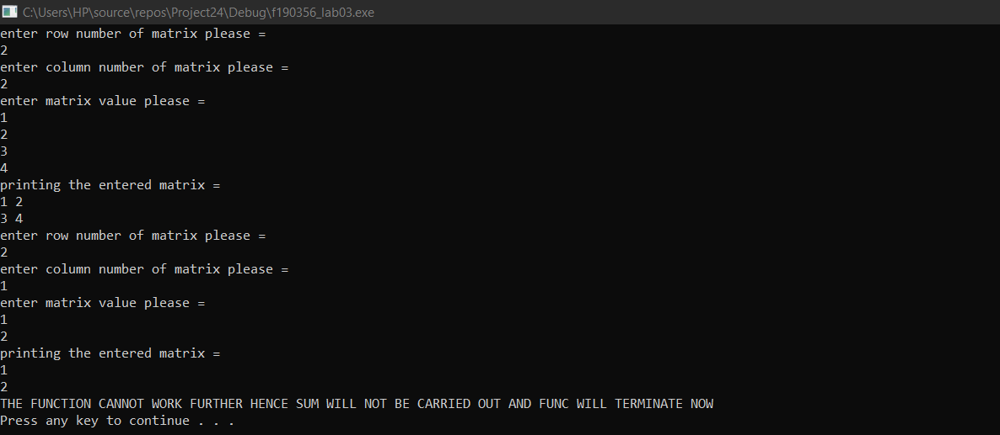 C:\Users\HP\source\repos\Project24\Debug\f190356_lab03.exe
enter row number of matrix please =
2
enter column number of matrix please =
2
enter matrix value please =
1
2
3
4
printing the entered matrix =
1 2
3 4
enter row number of matrix please =
2
enter column number of matrix please =
1
enter matrix value please =
1
2
printing the entered matrix =
1
2
THE FUNCTION CANNOT WORK FURTHER HENCE SUM WILL NOT BE CARRIED OUT AND FUNC WILL TERMINATE NOW
Press any key to continue . . .